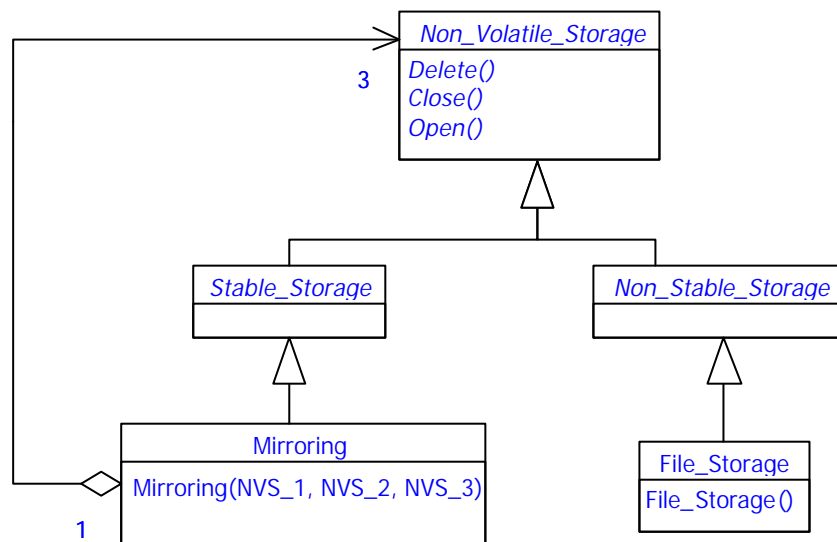 Non_Volatile_Storage
3
Delete()
Close()
Open()
Stable_Storage
Non_Stable_Storage
Mirroring
Mirroring(NVS_1, NVS_2, NVS_3)
1
File_Storage
File_Storage()